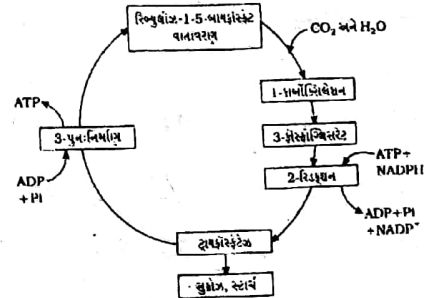 રિબ્યુલોઝ-1-5-બાયફૉસ્ફેટ
વાતાવરણ
CO₂ અને H₂O
1-કાર્બોક્સિલેશન
3-ફૉસ્ફોગ્લિસરેટ
ATP+
NADPH
2-રિડક્શન
ADP+Pi
+NADP⁺
ટ્રાયૉફૉસ્ફેટેઝ
સુક્રોઝ, સ્ટાર્ચ
ATP
3-પુનઃનિર્માણ
ADP
+Pi